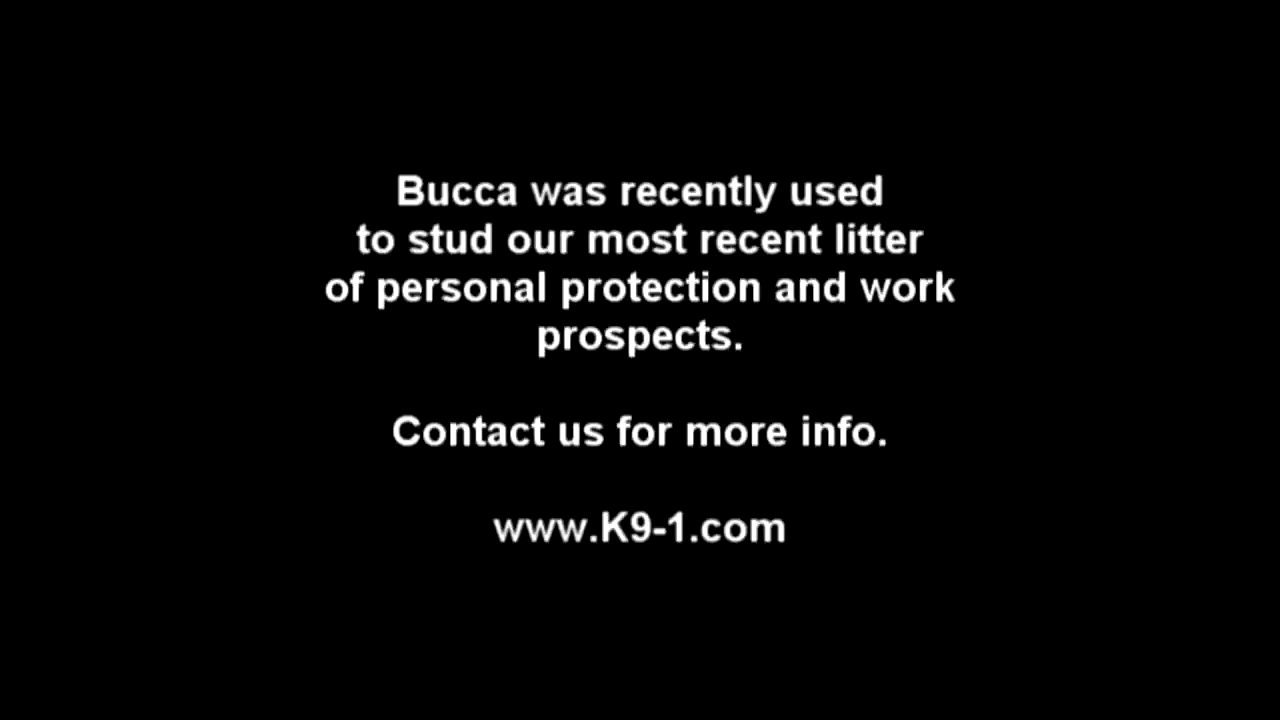 Bucca was recently used
to stud our most recent litter
of personal protection and work
prospects.
Contact us for more info.
www.K9-1.com